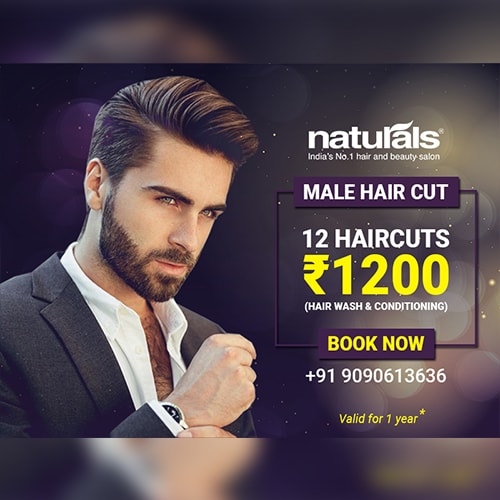 naturals®
India's No.1 hair and beauty salon
MALE HAIR CUT
12 HAIRCUTS
₹1200
(HAIR WASH & CONDITIONING)
BOOK NOW
+91 9090613636
Valid for 1 year*